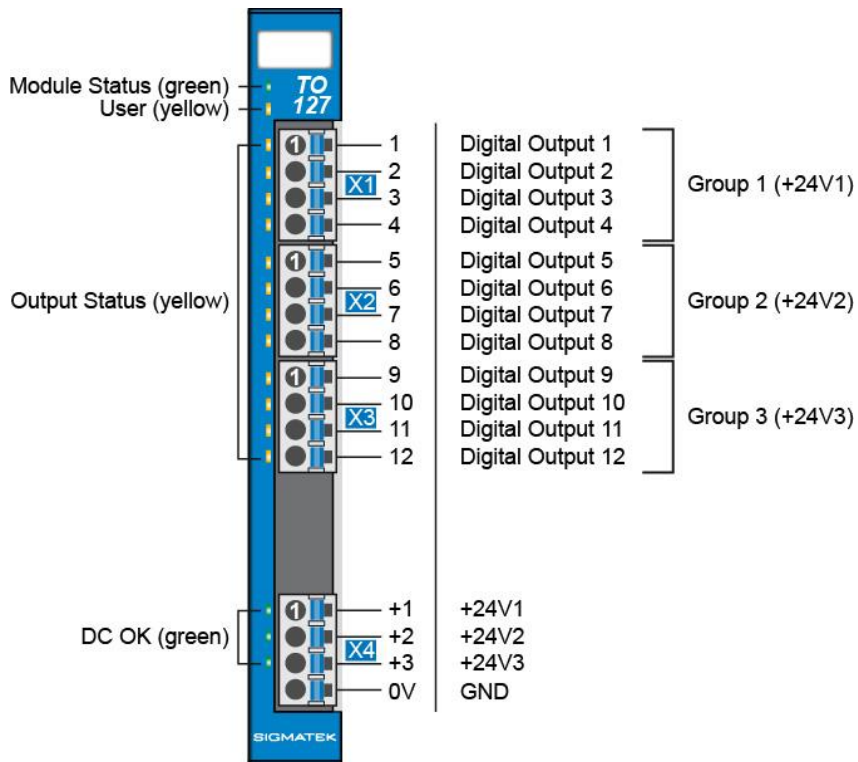 TO
127
Module Status (green)
User (yellow)
1 1 Digital Output 1
2 Digital Output 2
X1
3 Digital Output 3
4 Digital Output 4
Group 1 (+24V1)
1 5 Digital Output 5
6 Digital Output 6
Output Status (yellow)
X2
7 Digital Output 7
8 Digital Output 8
Group 2 (+24V2)
1 9 Digital Output 9
10 Digital Output 10
X3
11 Digital Output 11
12 Digital Output 12
Group 3 (+24V3)
1 +1 +24V1
DC OK (green)
+2 +24V2
X4
+3 +24V3
0V GND
SIGMATEK